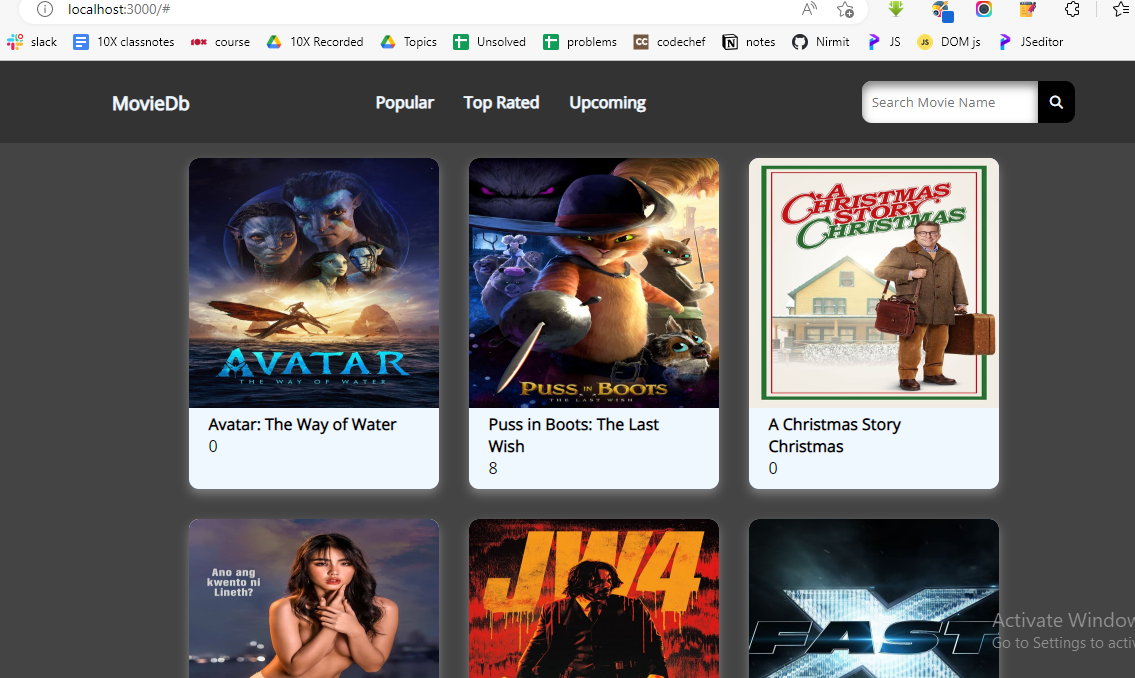 localhost:3000/#
slack
10X classnotes
course
10X Recorded
Topics
Unsolved
CC
problems
codechef
notes
Nirmit
JS
JS
DOM js
JSeditor
MovieDb
Popular
Top Rated
Upcoming
Search Movie Name
AVATAR
THE WAY OF WATER
PUSS IN BOOTS
THE LAST WISH
A CHRISTMAS STORY CHRISTMAS
Avatar: The Way of Water
0
Puss in Boots: The Last
Wish
8
A Christmas Story
Christmas
0
Ano ang
kwento ni
Lineth?
JW4
FAST X
Activate Window
Go to Settings to activ